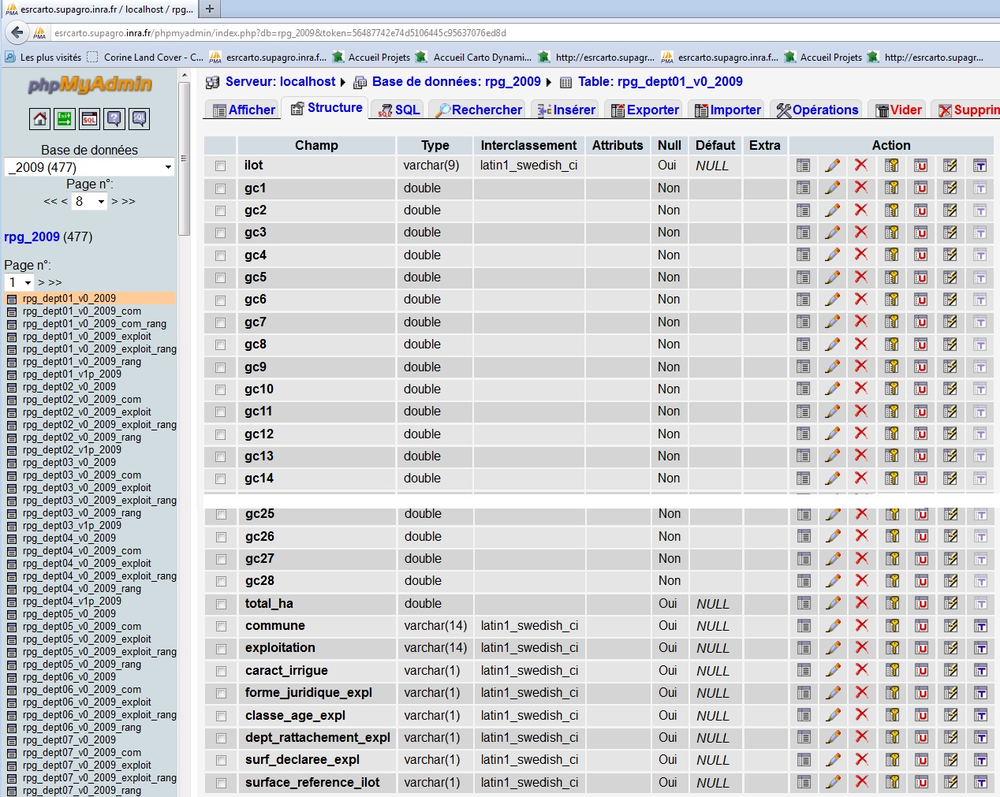 esrcarto.supagro.inra.fr / localhost / rpg...
esrcarto.supagro.inra.fr/phpmyadmin/index.php?db=rpg_2009&token=56487742e74d5106445c95637076ed8d
Les plus visités Corine Land Cover - C... esrcarto.supagro.inra.f... Accueil Projets Accueil Carto Dynami... http://esrcarto.supagr... esrcarto.supagro.inra.f... Accueil Projets http://esrcarto.supagr...
phpMyAdmin
Base de données
_2009 (477)
Page n°:
<< < 8 > >>
rpg_2009 (477)
Page n°:
1 > >>
rpg_dept01_v0_2009
rpg_dept01_v0_2009_com
rpg_dept01_v0_2009_com_rang
rpg_dept01_v0_2009_exploit
rpg_dept01_v0_2009_exploit_rang
rpg_dept01_v0_2009_rang
rpg_dept01_v1p_2009
rpg_dept02_v0_2009
rpg_dept02_v0_2009_com
rpg_dept02_v0_2009_exploit
rpg_dept02_v0_2009_exploit_rang
rpg_dept02_v0_2009_rang
rpg_dept02_v1p_2009
rpg_dept03_v0_2009
rpg_dept03_v0_2009_com
rpg_dept03_v0_2009_exploit
rpg_dept03_v0_2009_exploit_rang
rpg_dept03_v0_2009_rang
rpg_dept03_v1p_2009
rpg_dept04_v0_2009
rpg_dept04_v0_2009_com
rpg_dept04_v0_2009_exploit
rpg_dept04_v0_2009_exploit_rang
rpg_dept04_v0_2009_rang
rpg_dept04_v1p_2009
rpg_dept05_v0_2009
rpg_dept05_v0_2009_com
rpg_dept05_v0_2009_exploit
rpg_dept05_v0_2009_exploit_rang
rpg_dept05_v0_2009_rang
rpg_dept06_v0_2009
rpg_dept06_v0_2009_com
rpg_dept06_v0_2009_exploit
rpg_dept06_v0_2009_exploit_rang
rpg_dept06_v0_2009_rang
rpg_dept07_v0_2009
rpg_dept07_v0_2009_com
rpg_dept07_v0_2009_exploit
rpg_dept07_v0_2009_exploit_rang
rpg_dept07_v0_2009_rang
Serveur: localhost Base de données: rpg_2009 Table: rpg_dept01_v0_2009
Afficher Structure SQL Rechercher Insérer Exporter Importer Opérations Vider Supprin
Champ Type Interclassement Attributs Null Défaut Extra Action
ilot varchar(9) latin1_swedish_ci Oui NULL
gc1 double Non
gc2 double Non
gc3 double Non
gc4 double Non
gc5 double Non
gc6 double Non
gc7 double Non
gc8 double Non
gc9 double Non
gc10 double Non
gc11 double Non
gc12 double Non
gc13 double Non
gc14 double Non
gc25 double Non
gc26 double Non
gc27 double Non
gc28 double Non
total_ha double Oui NULL
commune varchar(14) latin1_swedish_ci Oui NULL
exploitation varchar(14) latin1_swedish_ci Oui NULL
caract_irrigue varchar(1) latin1_swedish_ci Oui NULL
forme_juridique_expl varchar(1) latin1_swedish_ci Oui NULL
classe_age_expl varchar(1) latin1_swedish_ci Oui NULL
dept_rattachement_expl varchar(1) latin1_swedish_ci Oui NULL
surf_declaree_expl varchar(1) latin1_swedish_ci Oui NULL
surface_reference_ilot varchar(1) latin1_swedish_ci Oui NULL